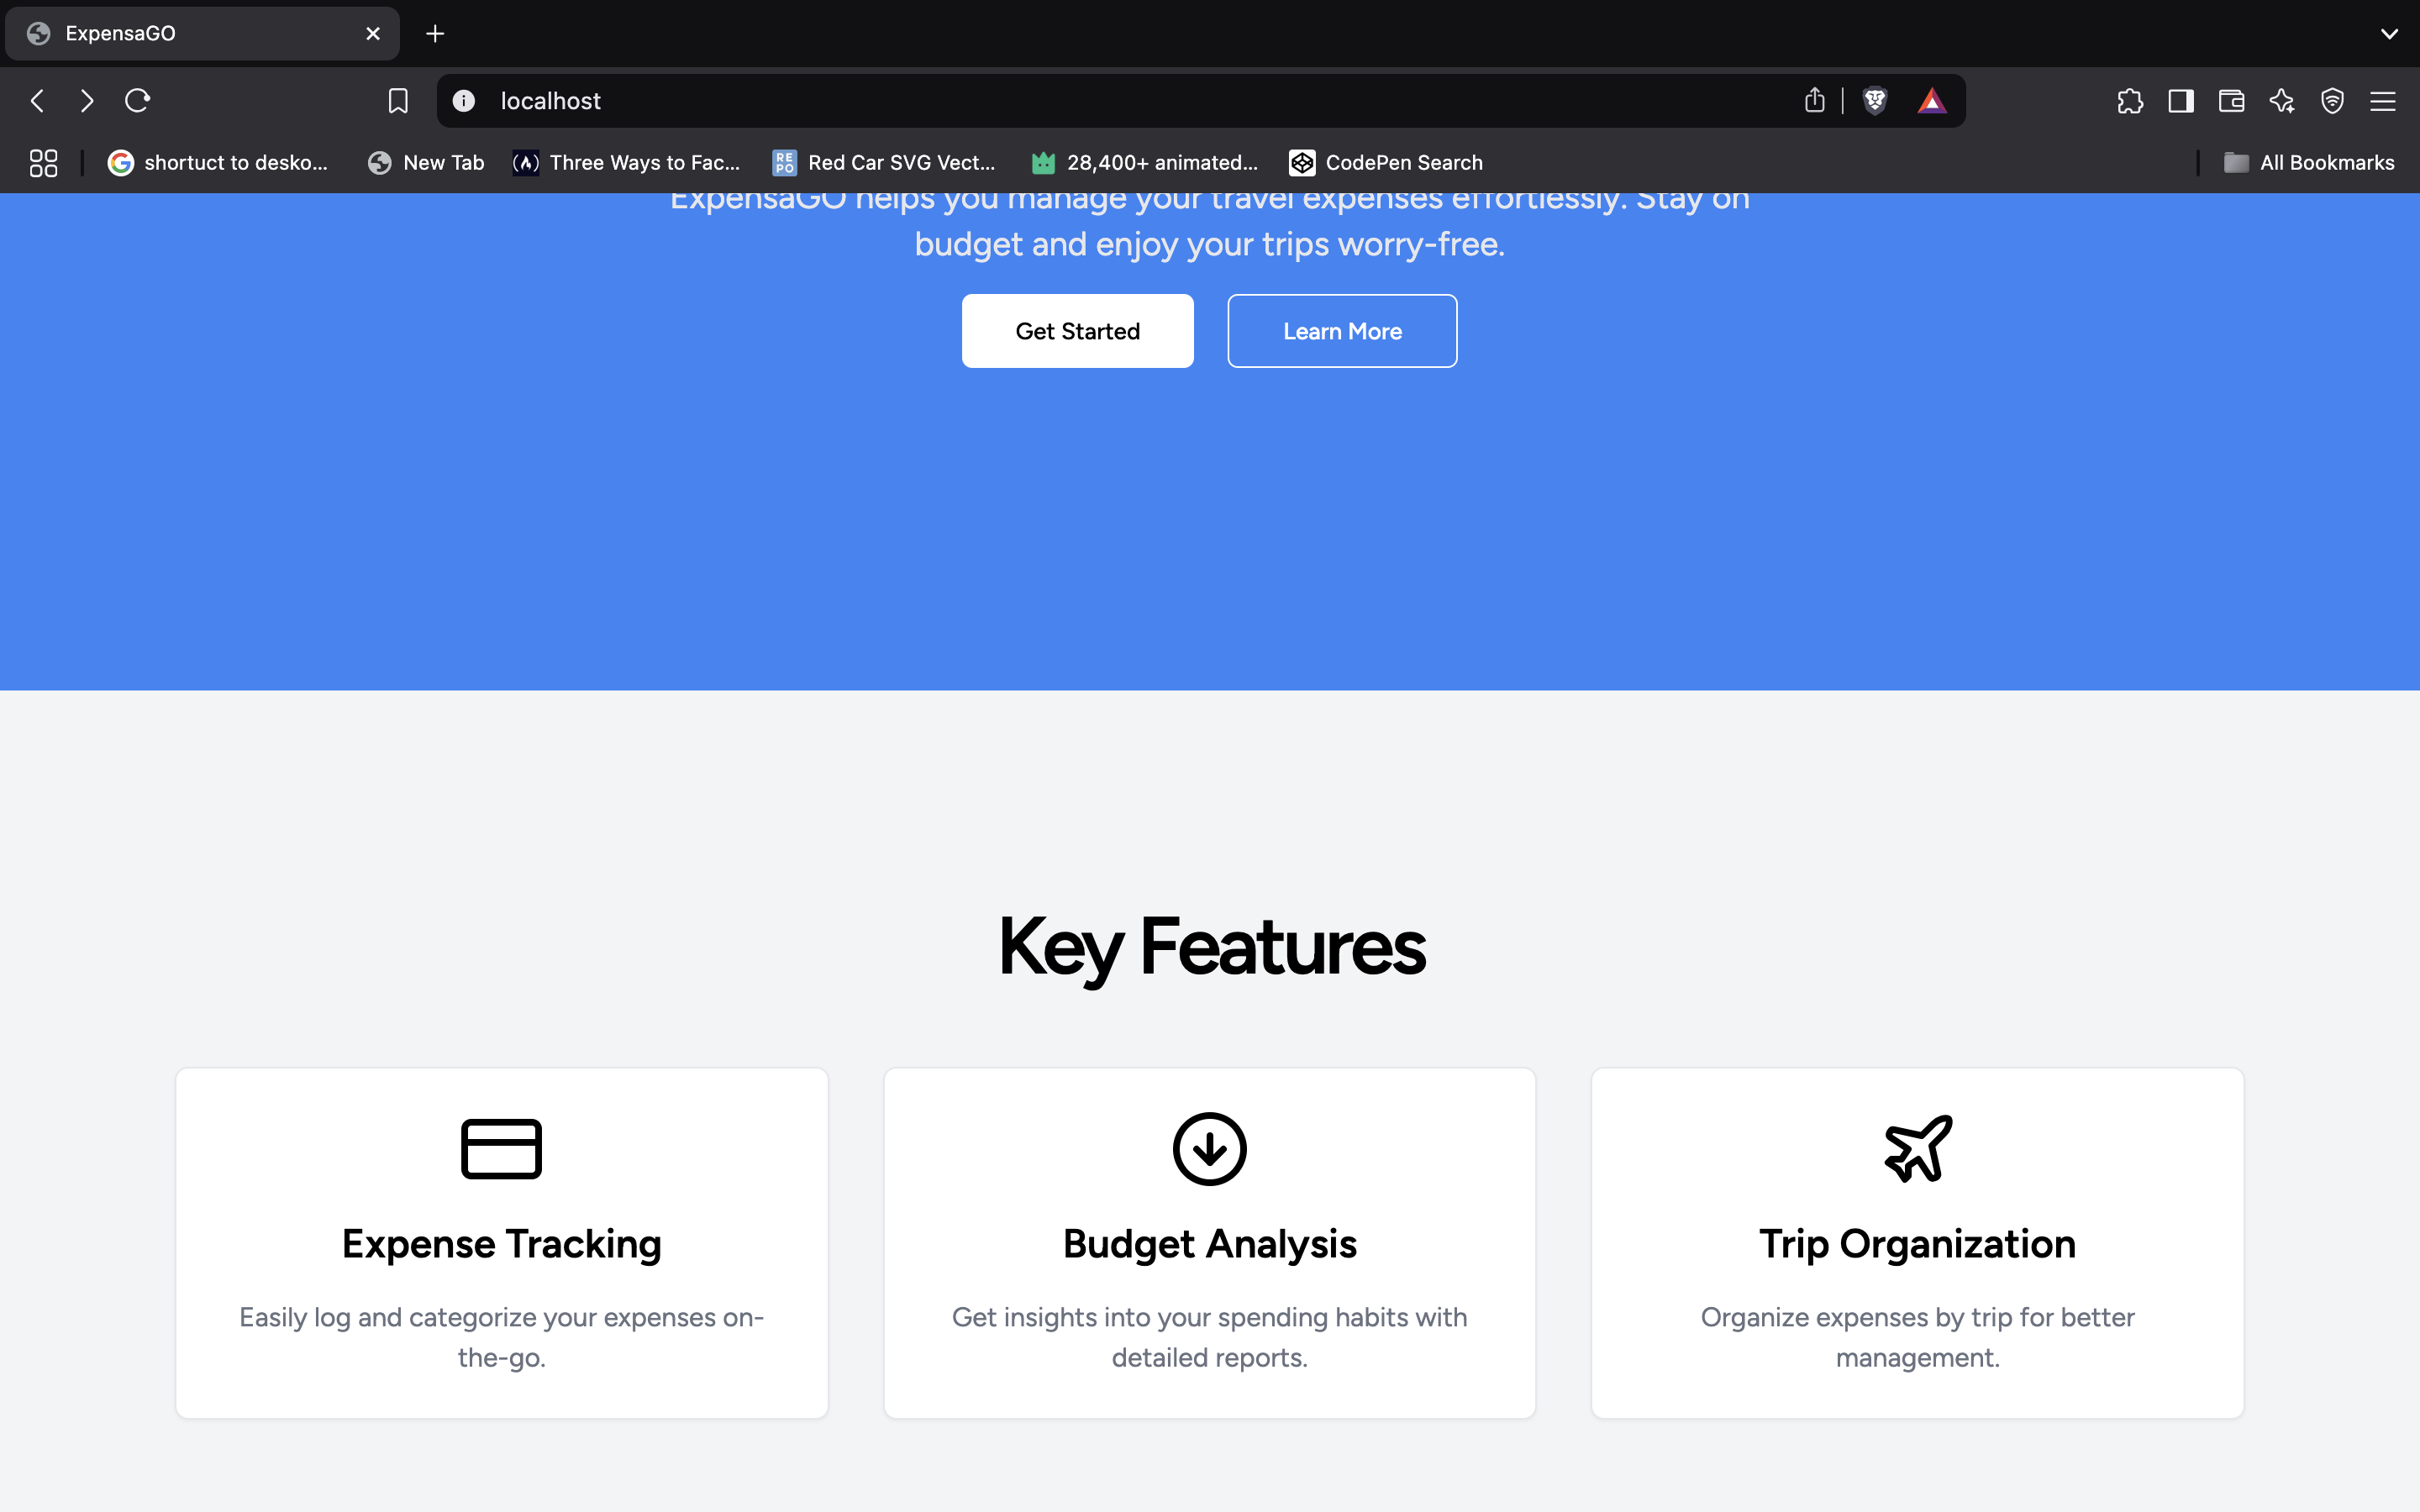 ExpensaGO
localhost
shortuct to desko...
New Tab
Three Ways to Fac...
RE
PO
Red Car SVG Vect...
28,400+ animated...
CodePen Search
All Bookmarks
ExpensaGO helps you manage your travel expenses effortlessly. Stay on
budget and enjoy your trips worry-free.
Get Started
Learn More
Key Features
Expense Tracking
Easily log and categorize your expenses on-
the-go.
Budget Analysis
Get insights into your spending habits with
detailed reports.
Trip Organization
Organize expenses by trip for better
management.